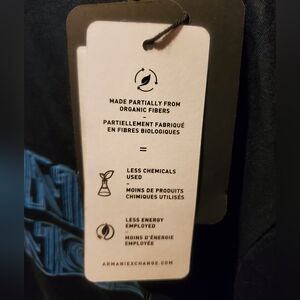 MADE PARTIALLY FROM
ORGANIC FIBERS
–
PARTIELLEMENT FABRIQUÉ
EN FIBRES BIOLOGIQUES
=
LESS CHEMICALS
USED
–
MOINS DE PRODUITS
CHIMIQUES UTILISÉS
LESS ENERGY
EMPLOYED
–
MOINS D'ÉNERGIE
EMPLOYÉE
ARMANIEXCHANGE.COM